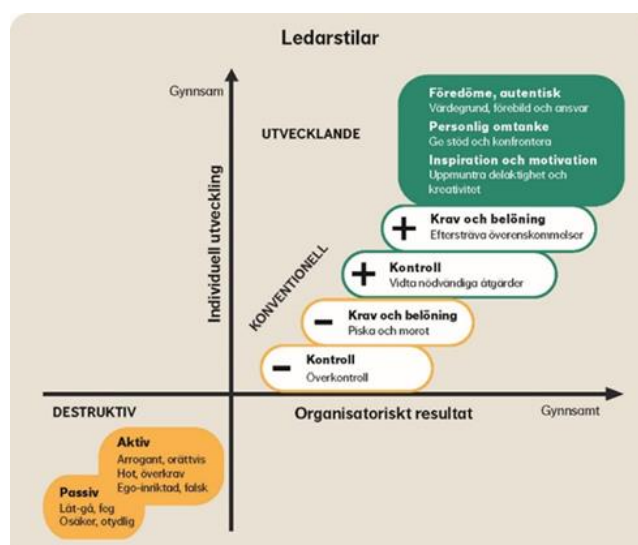 Ledarstilar
Gynnsam
Individuell utveckling
UTVECKLANDE
Föredöme, autentisk
Värdegrund, förebild och ansvar
Personlig omtanke
Ge stöd och konfrontera
Inspiration och motivation
Uppmuntra delaktighet och
kreativitet
KONVENTIONELL
+ Krav och belöning
Eftersträva överenskommelser
+ Kontroll
Vidta nödvändiga åtgärder
- Krav och belöning
Piska och morot
- Kontroll
Överkontroll
DESTRUKTIV
Organisatoriskt resultat
Gynnsamt
Aktiv
Arrogant, orättvis
Hot, överkrav
Ego-inriktad, falsk
Passiv
Låt-gå, feg
Osäker, otydlig